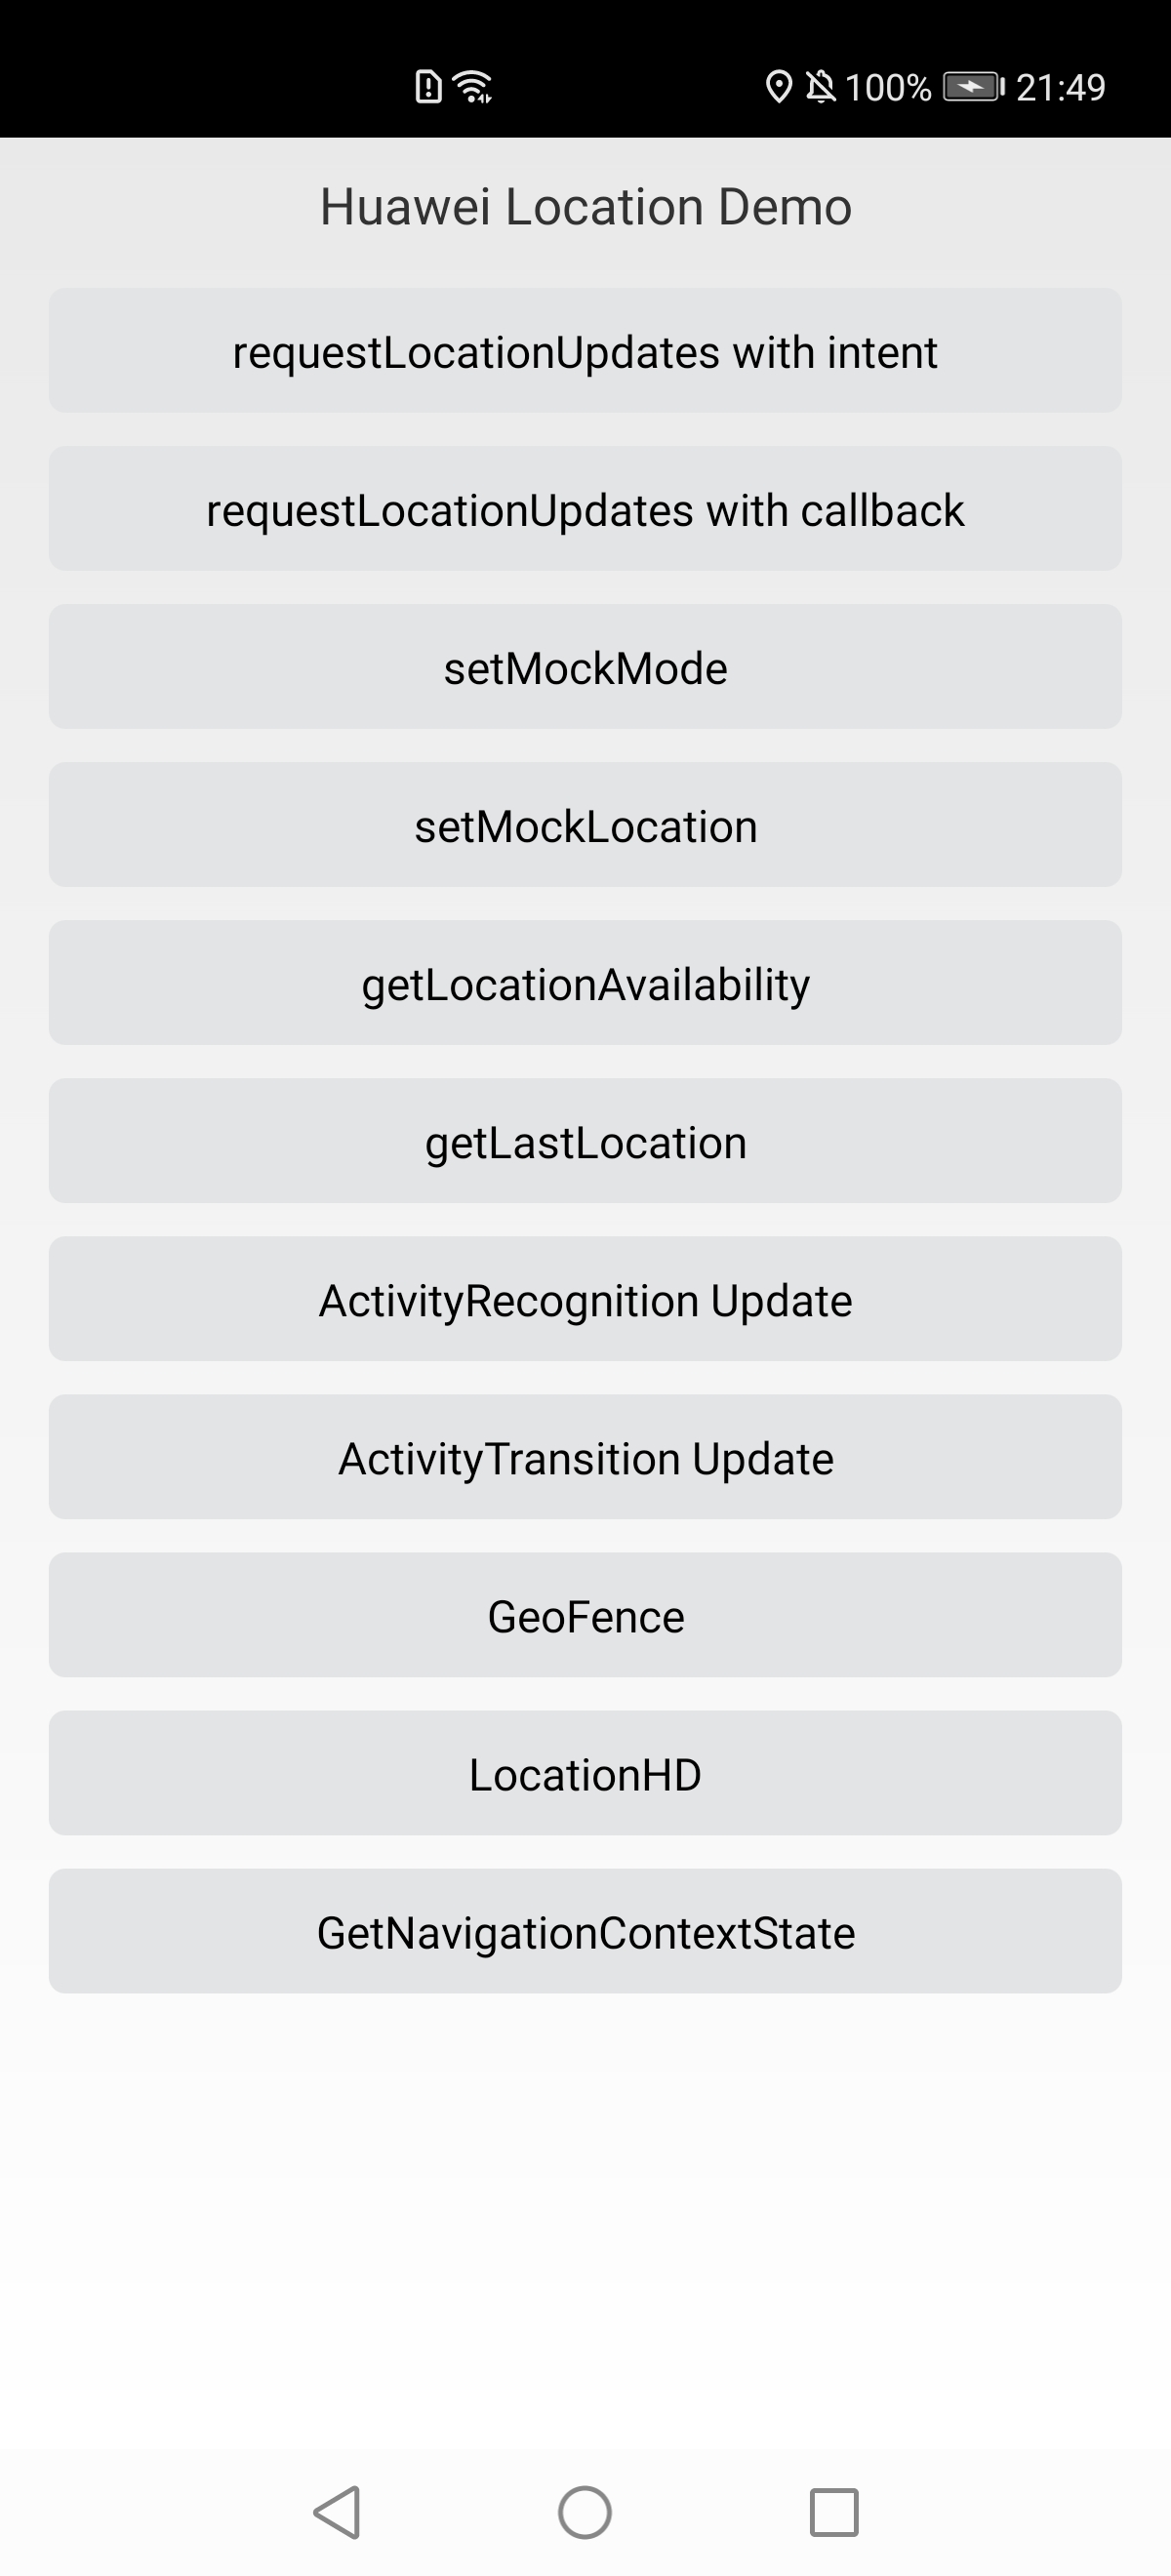 100% 21:49
Huawei Location Demo
requestLocationUpdates with intent
requestLocationUpdates with callback
setMockMode
setMockLocation
getLocationAvailability
getLastLocation
ActivityRecognition Update
ActivityTransition Update
GeoFence
LocationHD
GetNavigationContextState